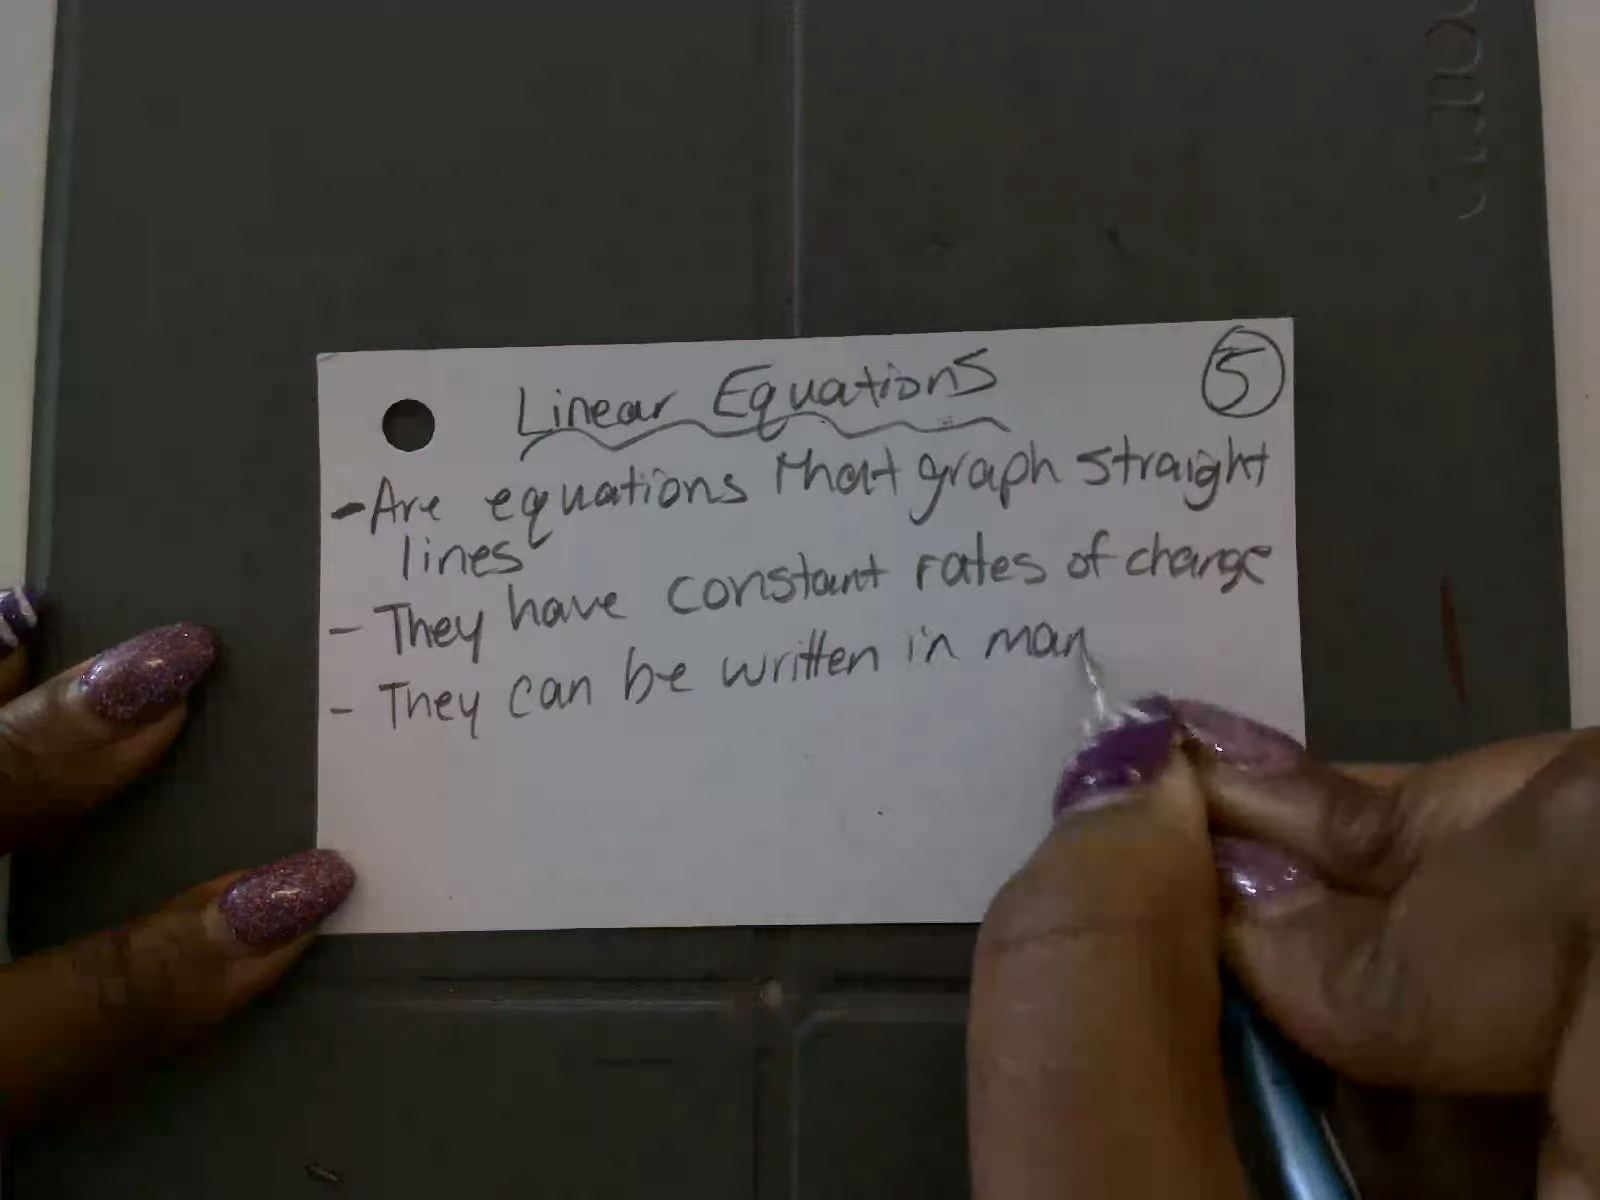 Linear Equations
5
- Are equations that graph straight
lines
- They have constant rates of change
- They can be written in man